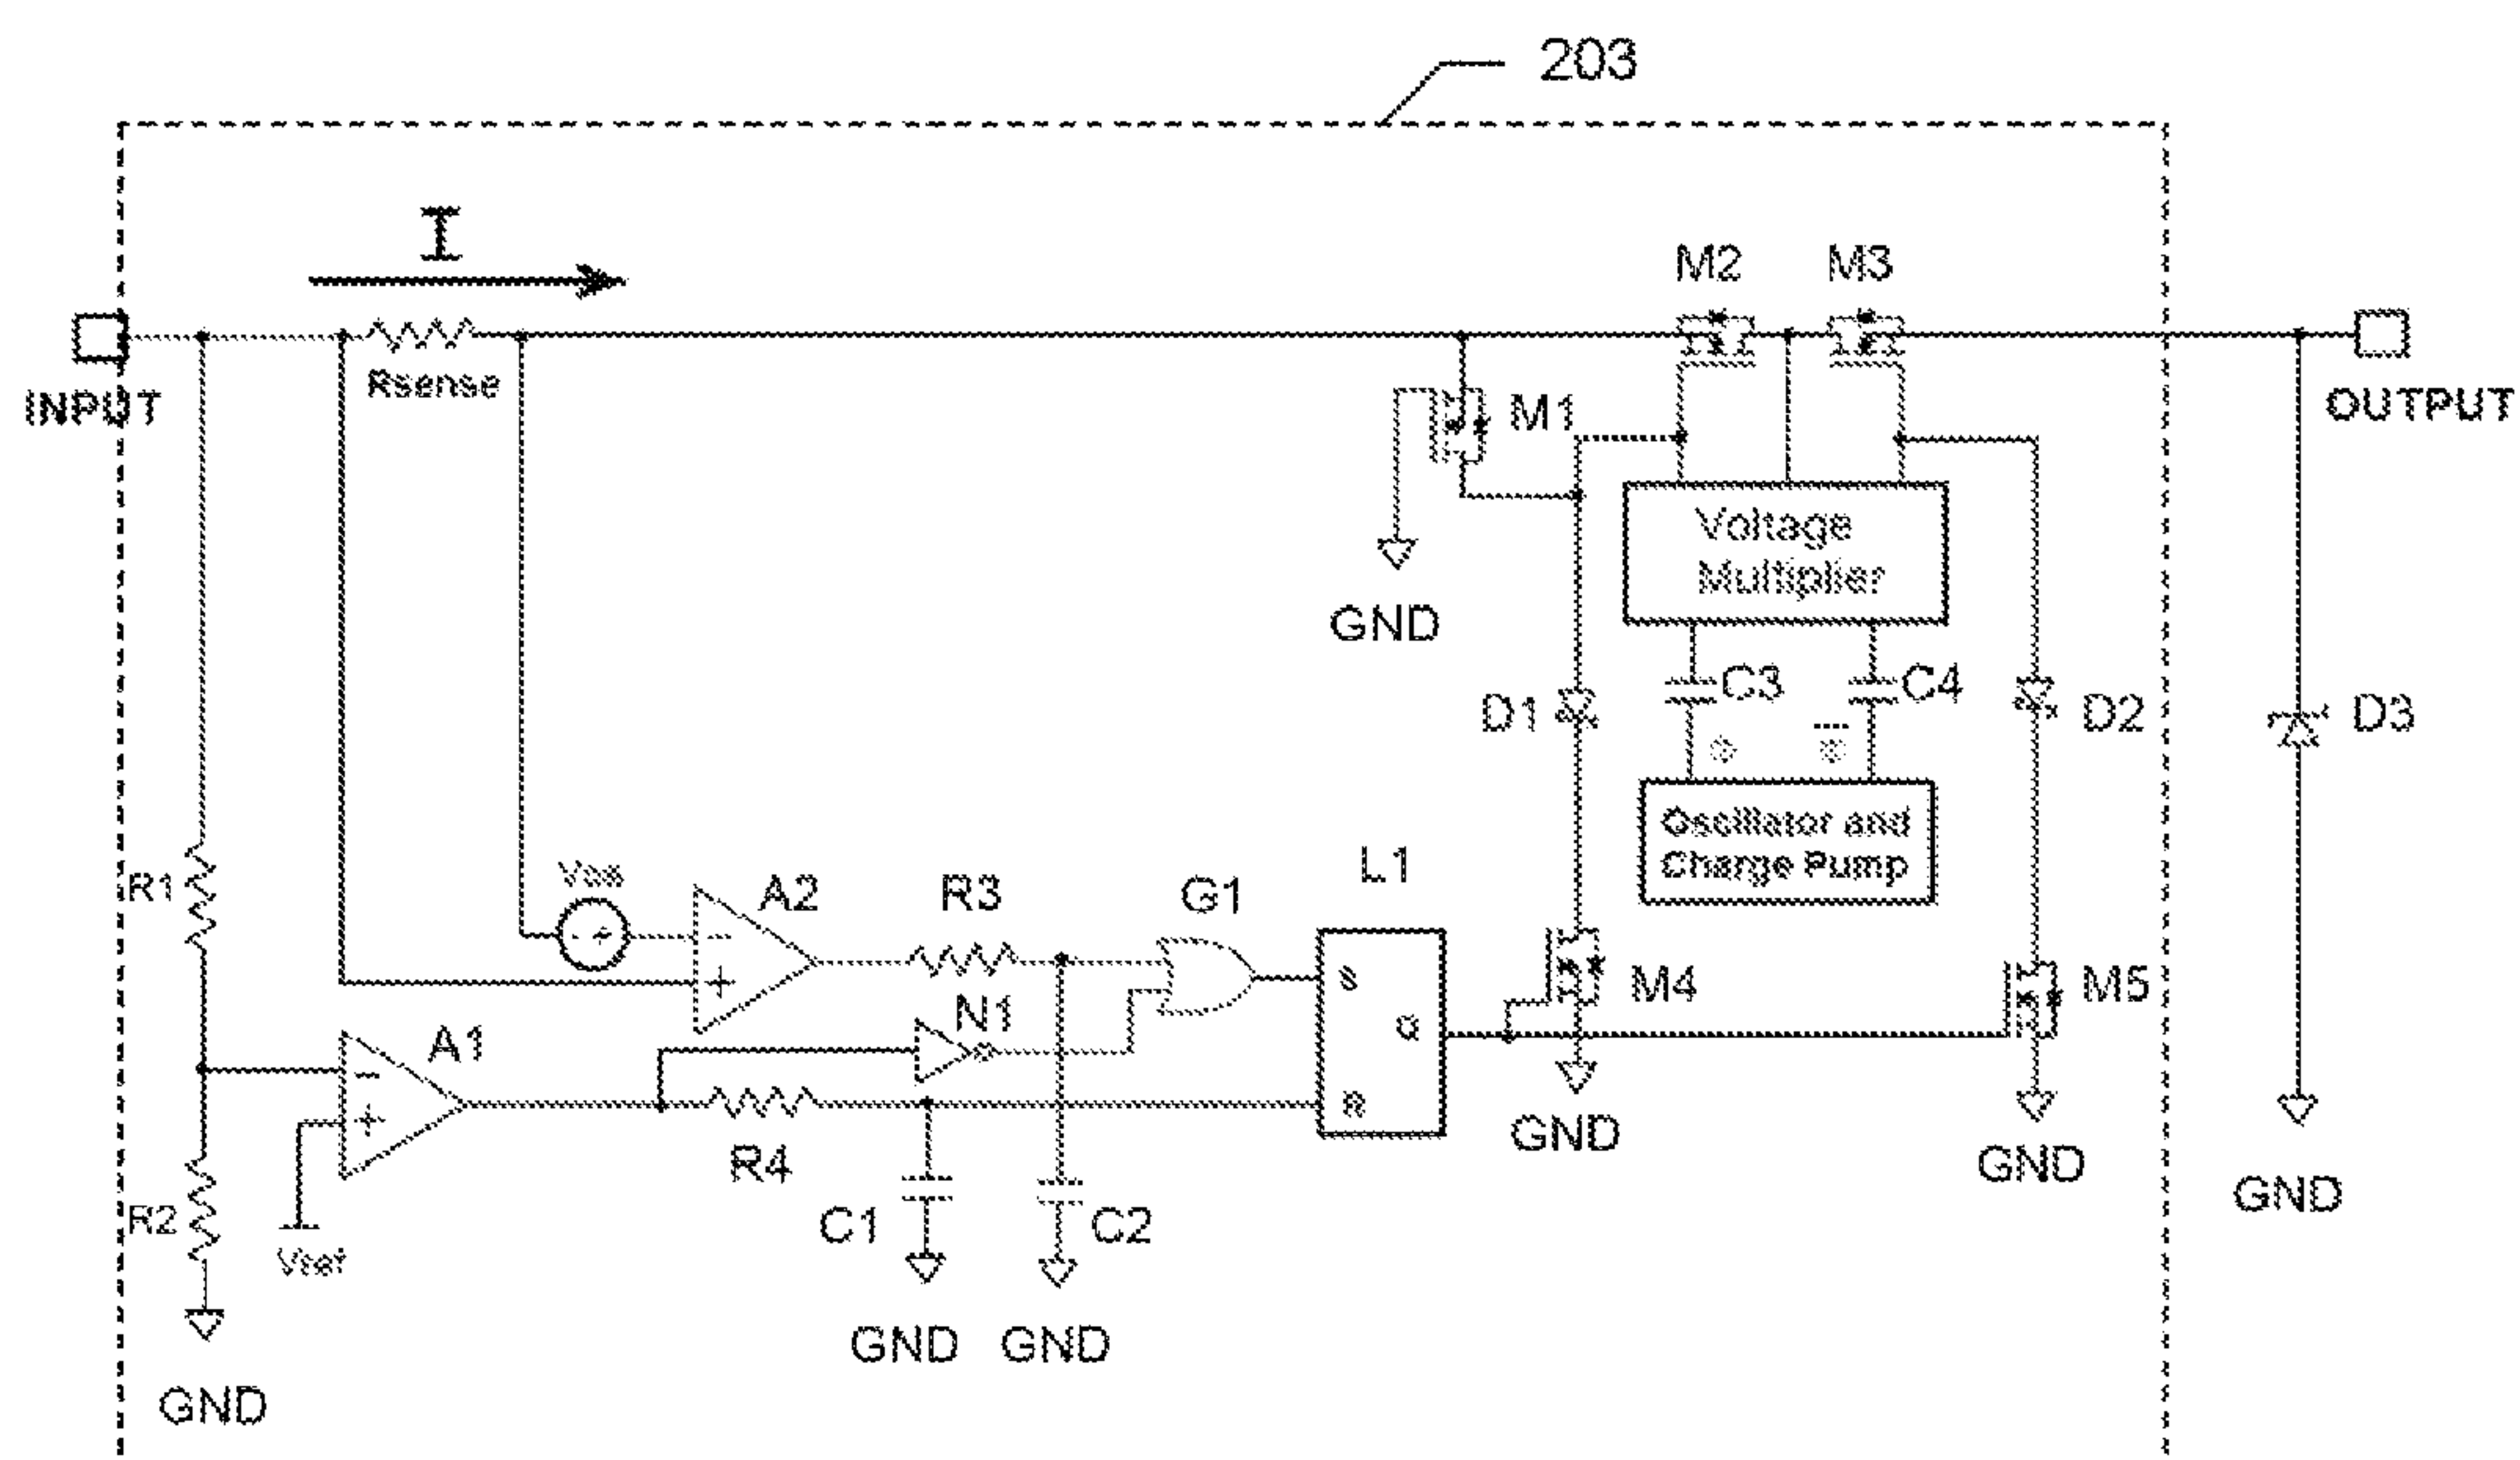 203
I
M2 M3
INPUT
Rsense
M1
OUTPUT
Voltage
Multiplier
GND
D1
C3
C4
D2
D3
Oscillator and
Charge Pump
R1
A2
R3
G1
L1
S
Q
R
M4
M5
A1
N1
R4
GND
GND
GND
R2
Vref
C1
C2
GND
GND
GND